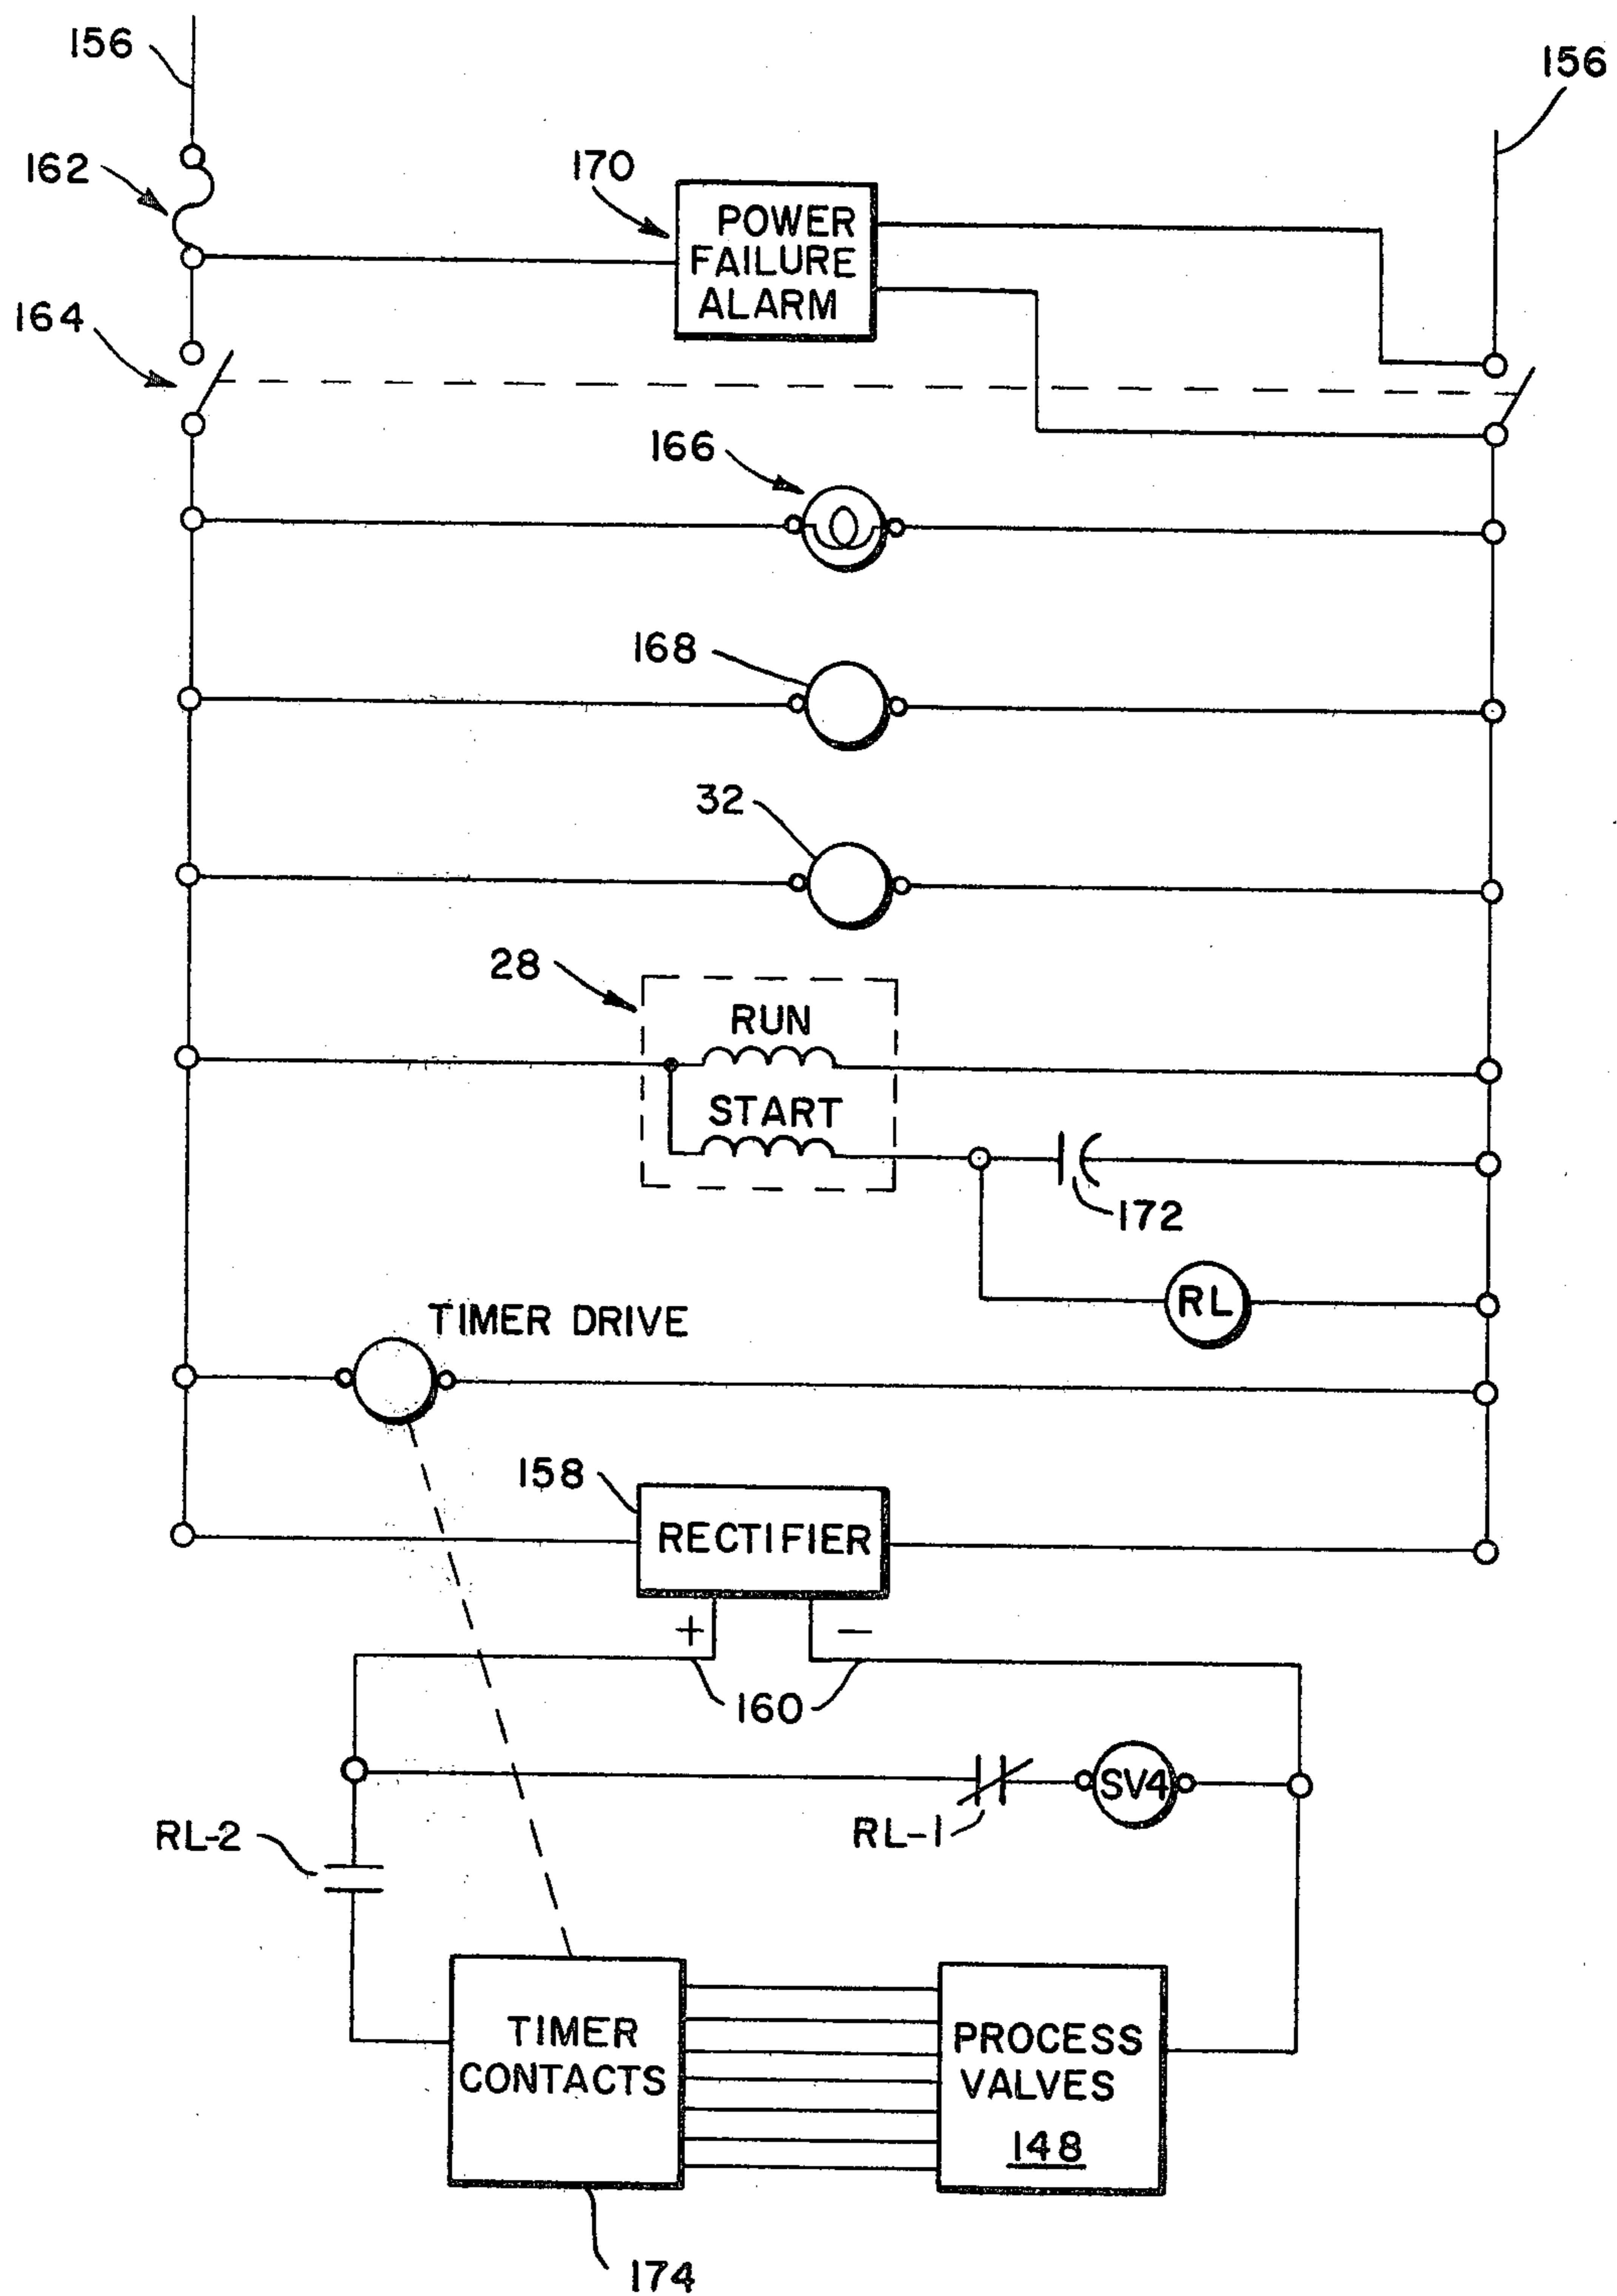 156
156
162
170
POWER
FAILURE
ALARM
164
166
168
32
28
RUN
START
172
RL
TIMER DRIVE
158
RECTIFIER
+
−
160
SV4
RL-1
RL-2
TIMER
CONTACTS
PROCESS
VALVES
148
174